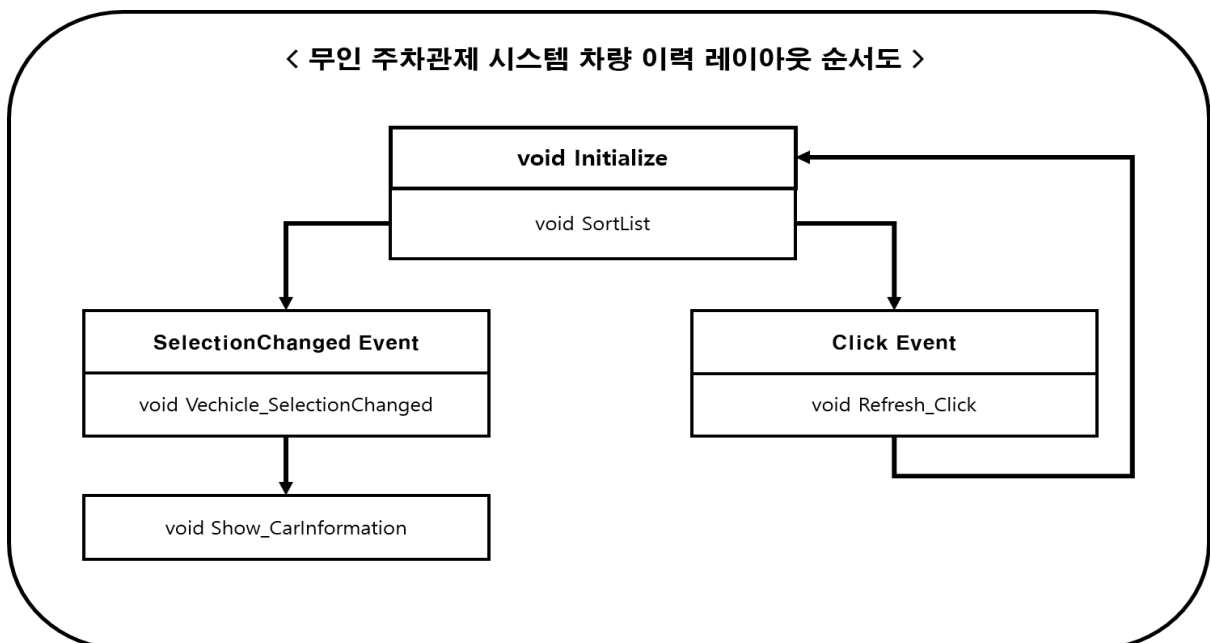 < 무인 주차관제 시스템 차량 이력 레이아웃 순서도 >
void Initialize
void SortList
SelectionChanged Event
void Vechicle_SelectionChanged
void Show_CarInformation
Click Event
void Refresh_Click